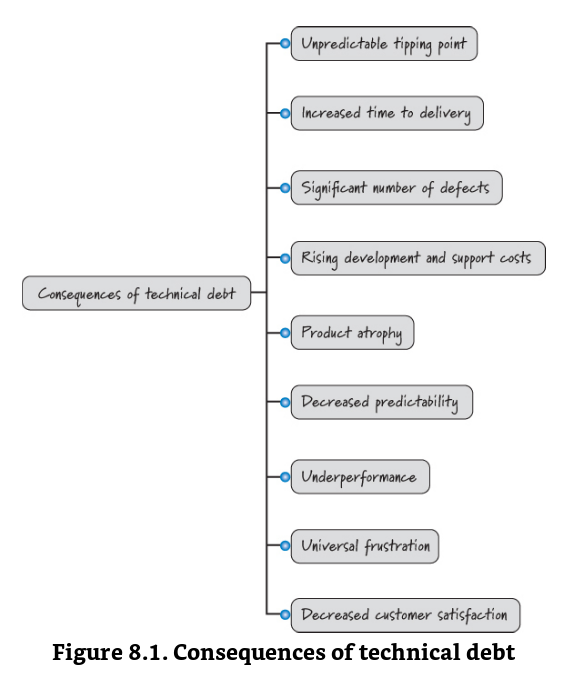 Unpredictable tipping point
Increased time to delivery
Significant number of defects
Rising development and support costs
Consequences of technical debt
Product atrophy
Decreased predictability
Underperformance
Universal frustration
Decreased customer satisfaction
Figure 8.1. Consequences of technical debt